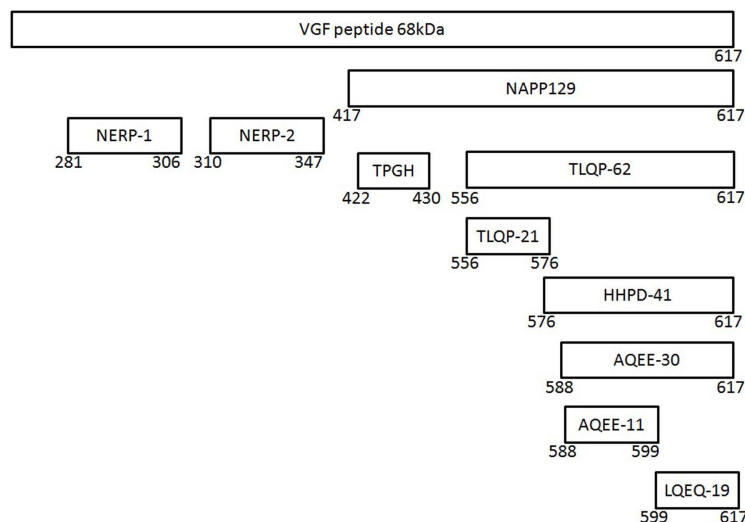 VGF peptide 68kDa
617
NAPP129
417 617
NERP-1 NERP-2
281 306 310 347
TPGH TLQP-62
422 430 556 617
TLQP-21
556 576
HHPD-41
576 617
AQEE-30
588 617
AQEE-11
588 599
LQEQ-19
599 617